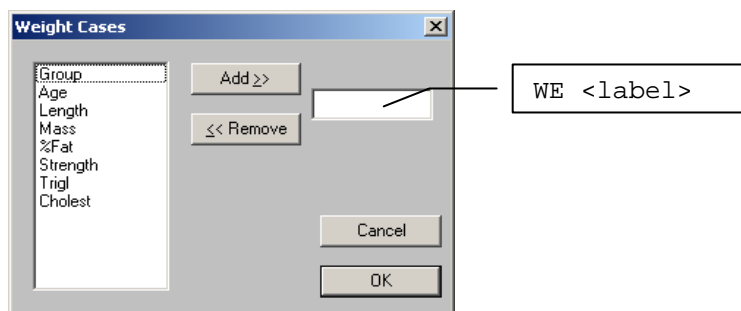 Weight Cases
Group
Age
Length
Mass
%Fat
Strength
Trigl
Cholest
Add >>
<< Remove
WE <label>
Cancel
OK